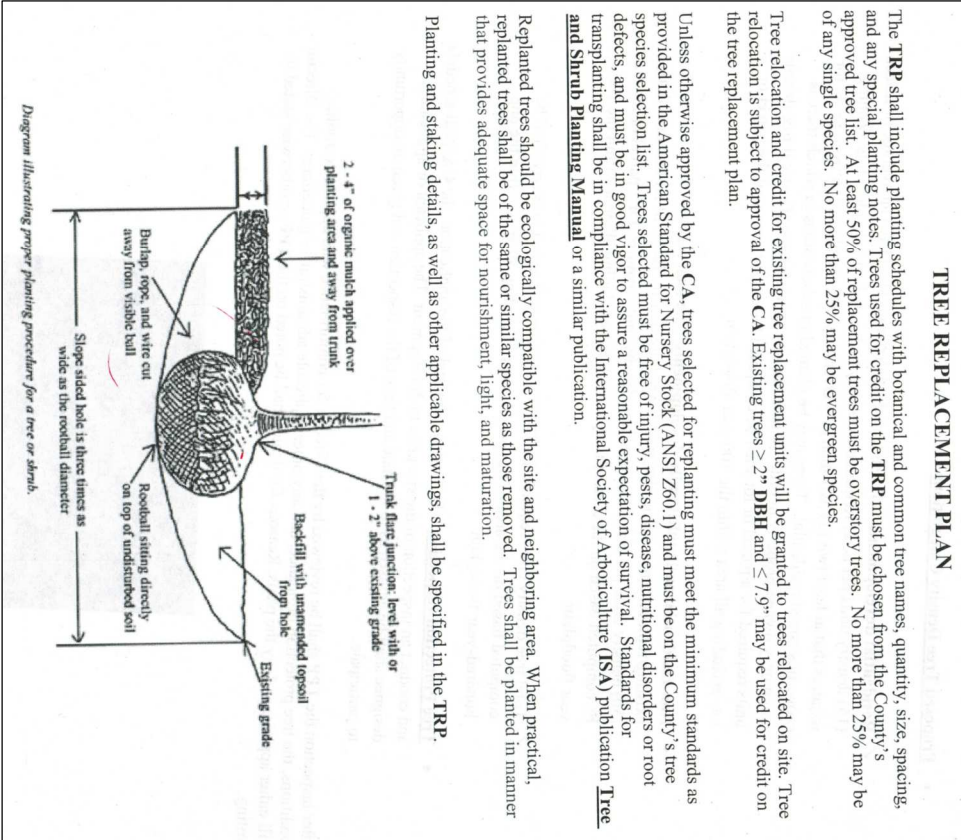 TREE REPLACEMENT PLAN
The TRP shall include planting schedules with botanical and common tree names, quantity, size, spacing,
and any special planting notes. Trees used for credit on the TRP must be chosen from the County's
approved tree list. At least 50% of replacement trees must be overstory trees. No more than 25% may be
of any single species. No more than 25% may be evergreen species.
Tree relocation and credit for existing tree replacement units will be granted to trees relocated on site. Tree
relocation is subject to approval of the CA. Existing trees ≥ 2" DBH and ≤ 7.9" may be used for credit on
the tree replacement plan.
Unless otherwise approved by the CA, trees selected for replanting must meet the minimum standards as
provided in the American Standard for Nursery Stock (ANSI Z60.1) and must be on the County's tree
species selection list. Trees selected must be free of injury, pests, disease, nutritional disorders or root
defects, and must be in good vigor to assure a reasonable expectation of survival. Standards for
transplanting shall be in compliance with the International Society of Arboriculture (ISA) publication Tree
and Shrub Planting Manual or a similar publication.
Replanted trees should be ecologically compatible with the site and neighboring area. When practical,
replanted trees shall be of the same or similar species as those removed. Trees shall be planted in manner
that provides adequate space for nourishment, light, and maturation.
Planting and staking details, as well as other applicable drawings, shall be specified in the TRP.
Trunk flare junction: level with or
1 - 2" above existing grade
2 - 4" of organic mulch applied over
planting area and away from trunk
Backfill with unamended topsoil
from hole
Existing grade
Burlap, rope, and wire cut
away from visible ball
Rootball sitting directly
on top of undisturbed soil
Slope sided hole is three times as
wide as the rootball diameter
Diagram illustrating proper planting procedure for a tree or shrub.